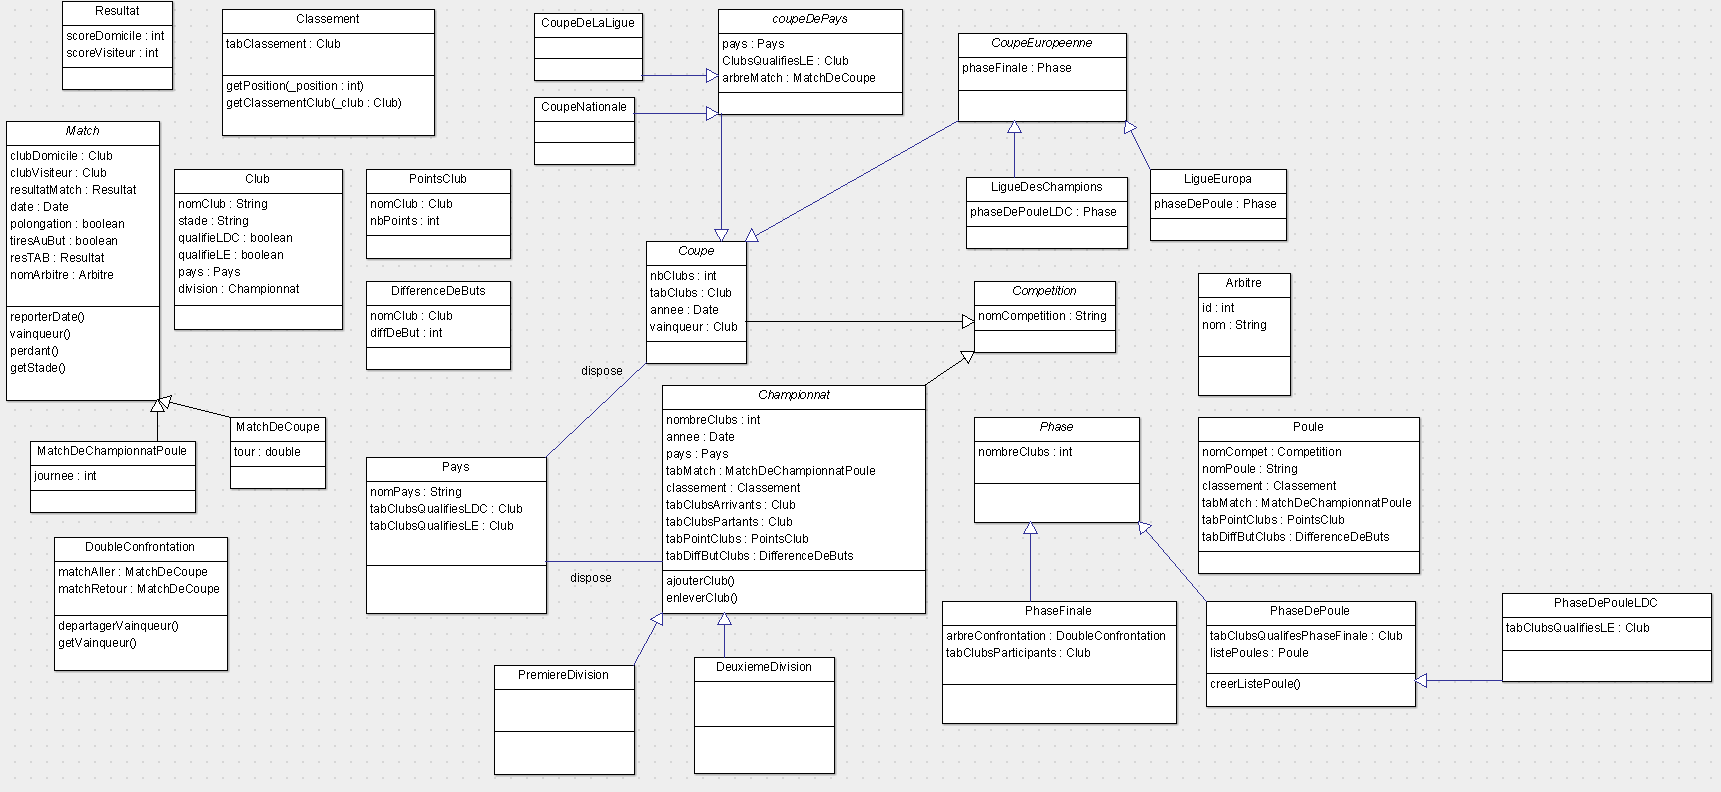 Resultat
scoreDomicile : int
scoreVisiteur : int
Classement
tabClassement : Club
getPosition(_position : int)
getClassementClub(_club : Club)
CoupeDeLaLigue
CoupeNationale
coupeDePays
pays : Pays
ClubsQualifiesLE : Club
arbreMatch : MatchDeCoupe
CoupeEuropeenne
phaseFinale : Phase
Match
clubDomicile : Club
clubVisiteur : Club
resultatMatch : Resultat
date : Date
polongation : boolean
tiresAuBut : boolean
resTAB : Resultat
nomArbitre : Arbitre
reporterDate()
vainqueur()
perdant()
getStade()
Club
nomClub : String
stade : String
qualifieLDC : boolean
qualifieLE : boolean
pays : Pays
division : Championnat
PointsClub
nomClub : Club
nbPoints : int
DifferenceDeButs
nomClub : Club
diffDeBut : int
LigueDesChampions
phaseDePouleLDC : Phase
LigueEuropa
phaseDePoule : Phase
Coupe
nbClubs : int
tabClubs : Club
annee : Date
vainqueur : Club
Competition
nomCompetition : String
Arbitre
id : int
nom : String
dispose
Championnat
nombreClubs : int
annee : Date
pays : Pays
tabMatch : MatchDeChampionnatPoule
classement : Classement
tabClubsArrivants : Club
tabClubsPartants : Club
tabPointClubs : PointsClub
tabDiffButClubs : DifferenceDeButs
ajouterClub()
enleverClub()
MatchDeChampionnatPoule
journee : int
MatchDeCoupe
tour : double
Pays
nomPays : String
tabClubsQualifiesLDC : Club
tabClubsQualifiesLE : Club
dispose
Phase
nombreClubs : int
Poule
nomCompet : Competition
nomPoule : String
classement : Classement
tabMatch : MatchDeChampionnatPoule
tabPointClubs : PointsClub
tabDiffButClubs : DifferenceDeButs
DoubleConfrontation
matchAller : MatchDeCoupe
matchRetour : MatchDeCoupe
departagerVainqueur()
getVainqueur()
PremiereDivision
DeuxiemeDivision
PhaseFinale
arbreConfrontation : DoubleConfrontation
tabClubsParticipants : Club
PhaseDePoule
tabClubsQualifesPhaseFinale : Club
listePoules : Poule
creerListePoule()
PhaseDePouleLDC
tabClubsQualifiesLE : Club